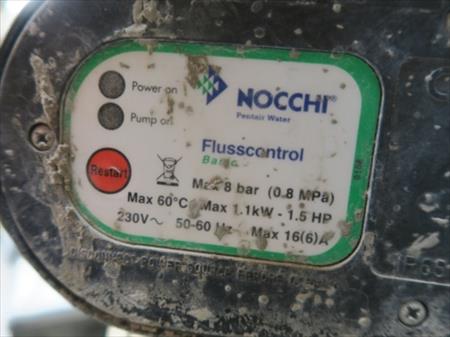 Power on
NOCCHI®
Pentair Water
Pump on
Flusscontrol
Basic
Restart
Max 8 bar (0.8 MPa)
Max 60°C Max 1.1kW - 1.5 HP
230V~ 50-60 Hz Max 16(6)A